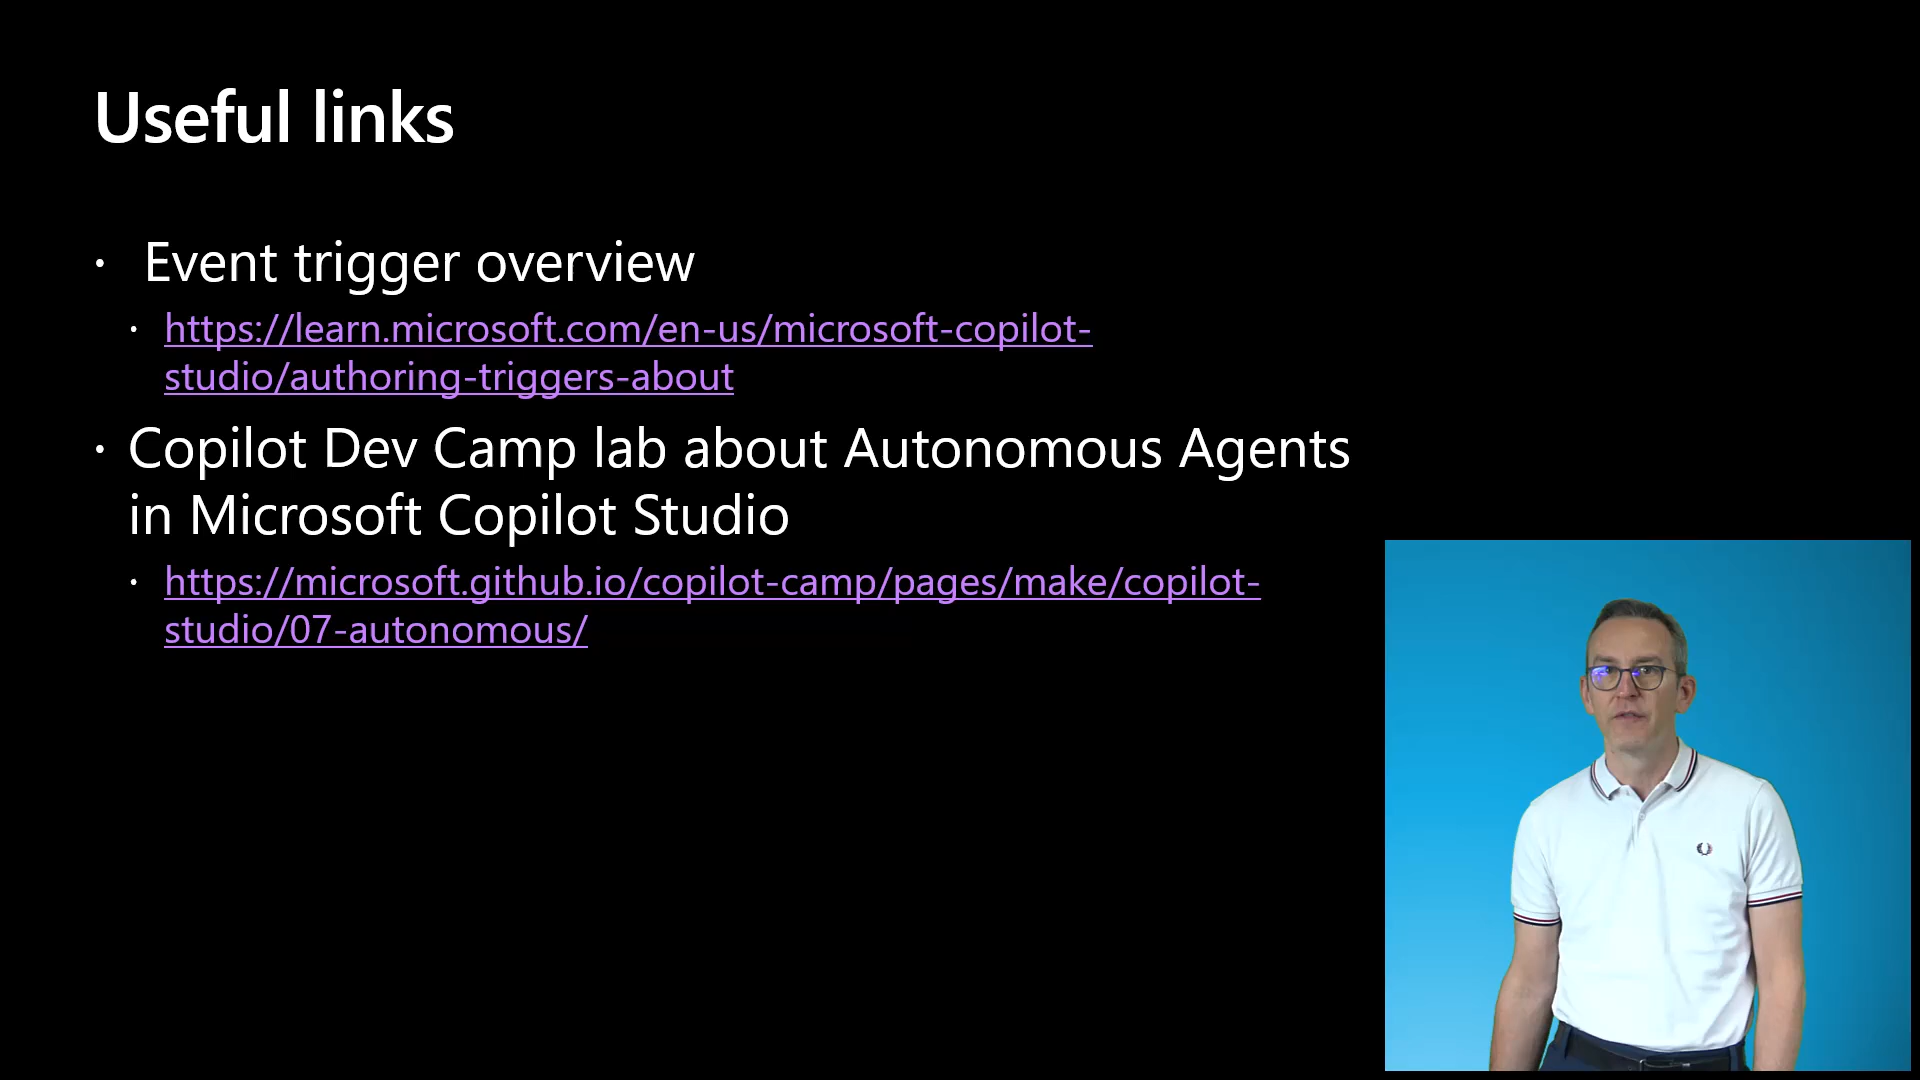 Useful links
• Event trigger overview
• https://learn.microsoft.com/en-us/microsoft-copilot-
studio/authoring-triggers-about
• Copilot Dev Camp lab about Autonomous Agents
in Microsoft Copilot Studio
• https://microsoft.github.io/copilot-camp/pages/make/copilot-
studio/07-autonomous/